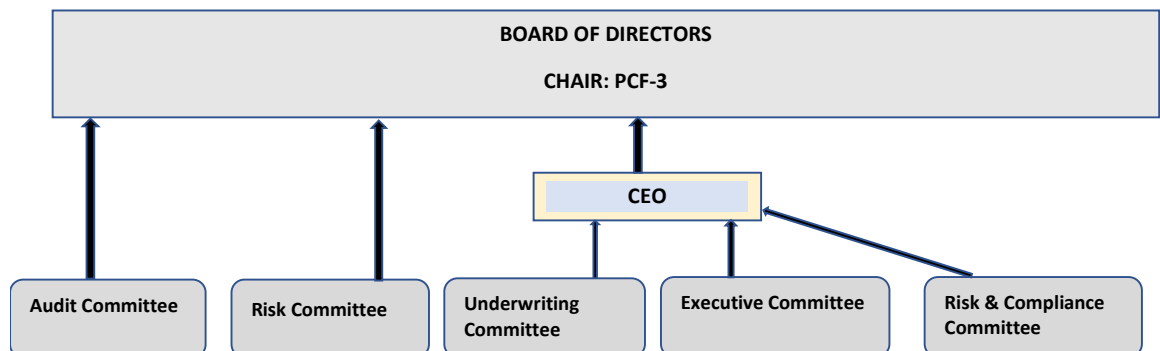 BOARD OF DIRECTORS
CHAIR: PCF-3
CEO
Audit Committee
Risk Committee
Underwriting
Committee
Executive Committee
Risk & Compliance
Committee